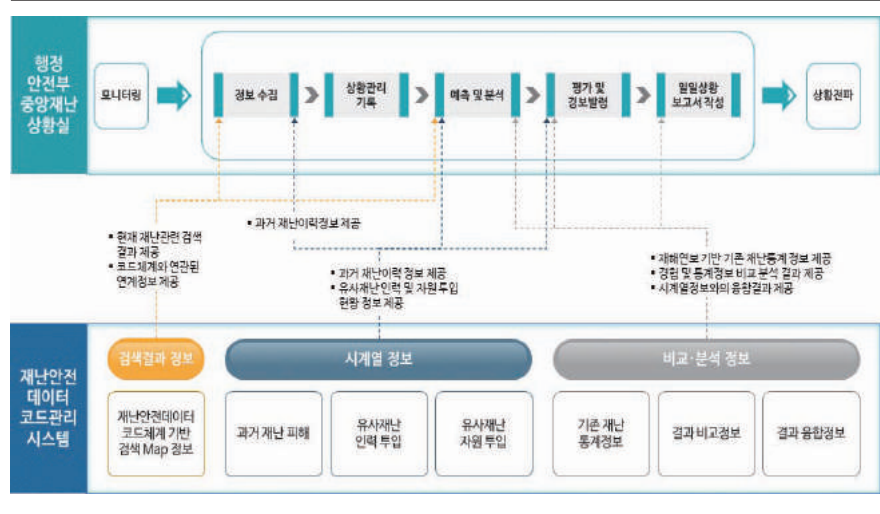 행정
안전부
중앙재난
상황실
모니터링
정보 수집
상황관리
기록
예측 및 분석
평가 및
경보발령
일일상황
보고서 작성
상황전파
▪ 현재 재난관련 검색
결과 제공
▪ 코드체계와 연관된
연계정보 제공
▪ 과거 재난이력정보 제공
▪ 과거 재난이력 정보 제공
▪ 유사재난 인력 및 자원 투입
현황 정보 제공
▪ 재해연보 기반 기존 재난통계 정보 제공
▪ 경험 및 통계정보 비교 분석 결과 제공
▪ 시계열정보와의 융합결과 제공
재난안전
데이터
코드관리
시스템
검색결과 정보
시계열 정보
비교·분석 정보
재난안전데이터
코드체계 기반
검색 Map 정보
과거 재난 피해
유사재난
인력 투입
유사재난
자원 투입
기존 재난
통계정보
결과 비교정보
결과 융합정보